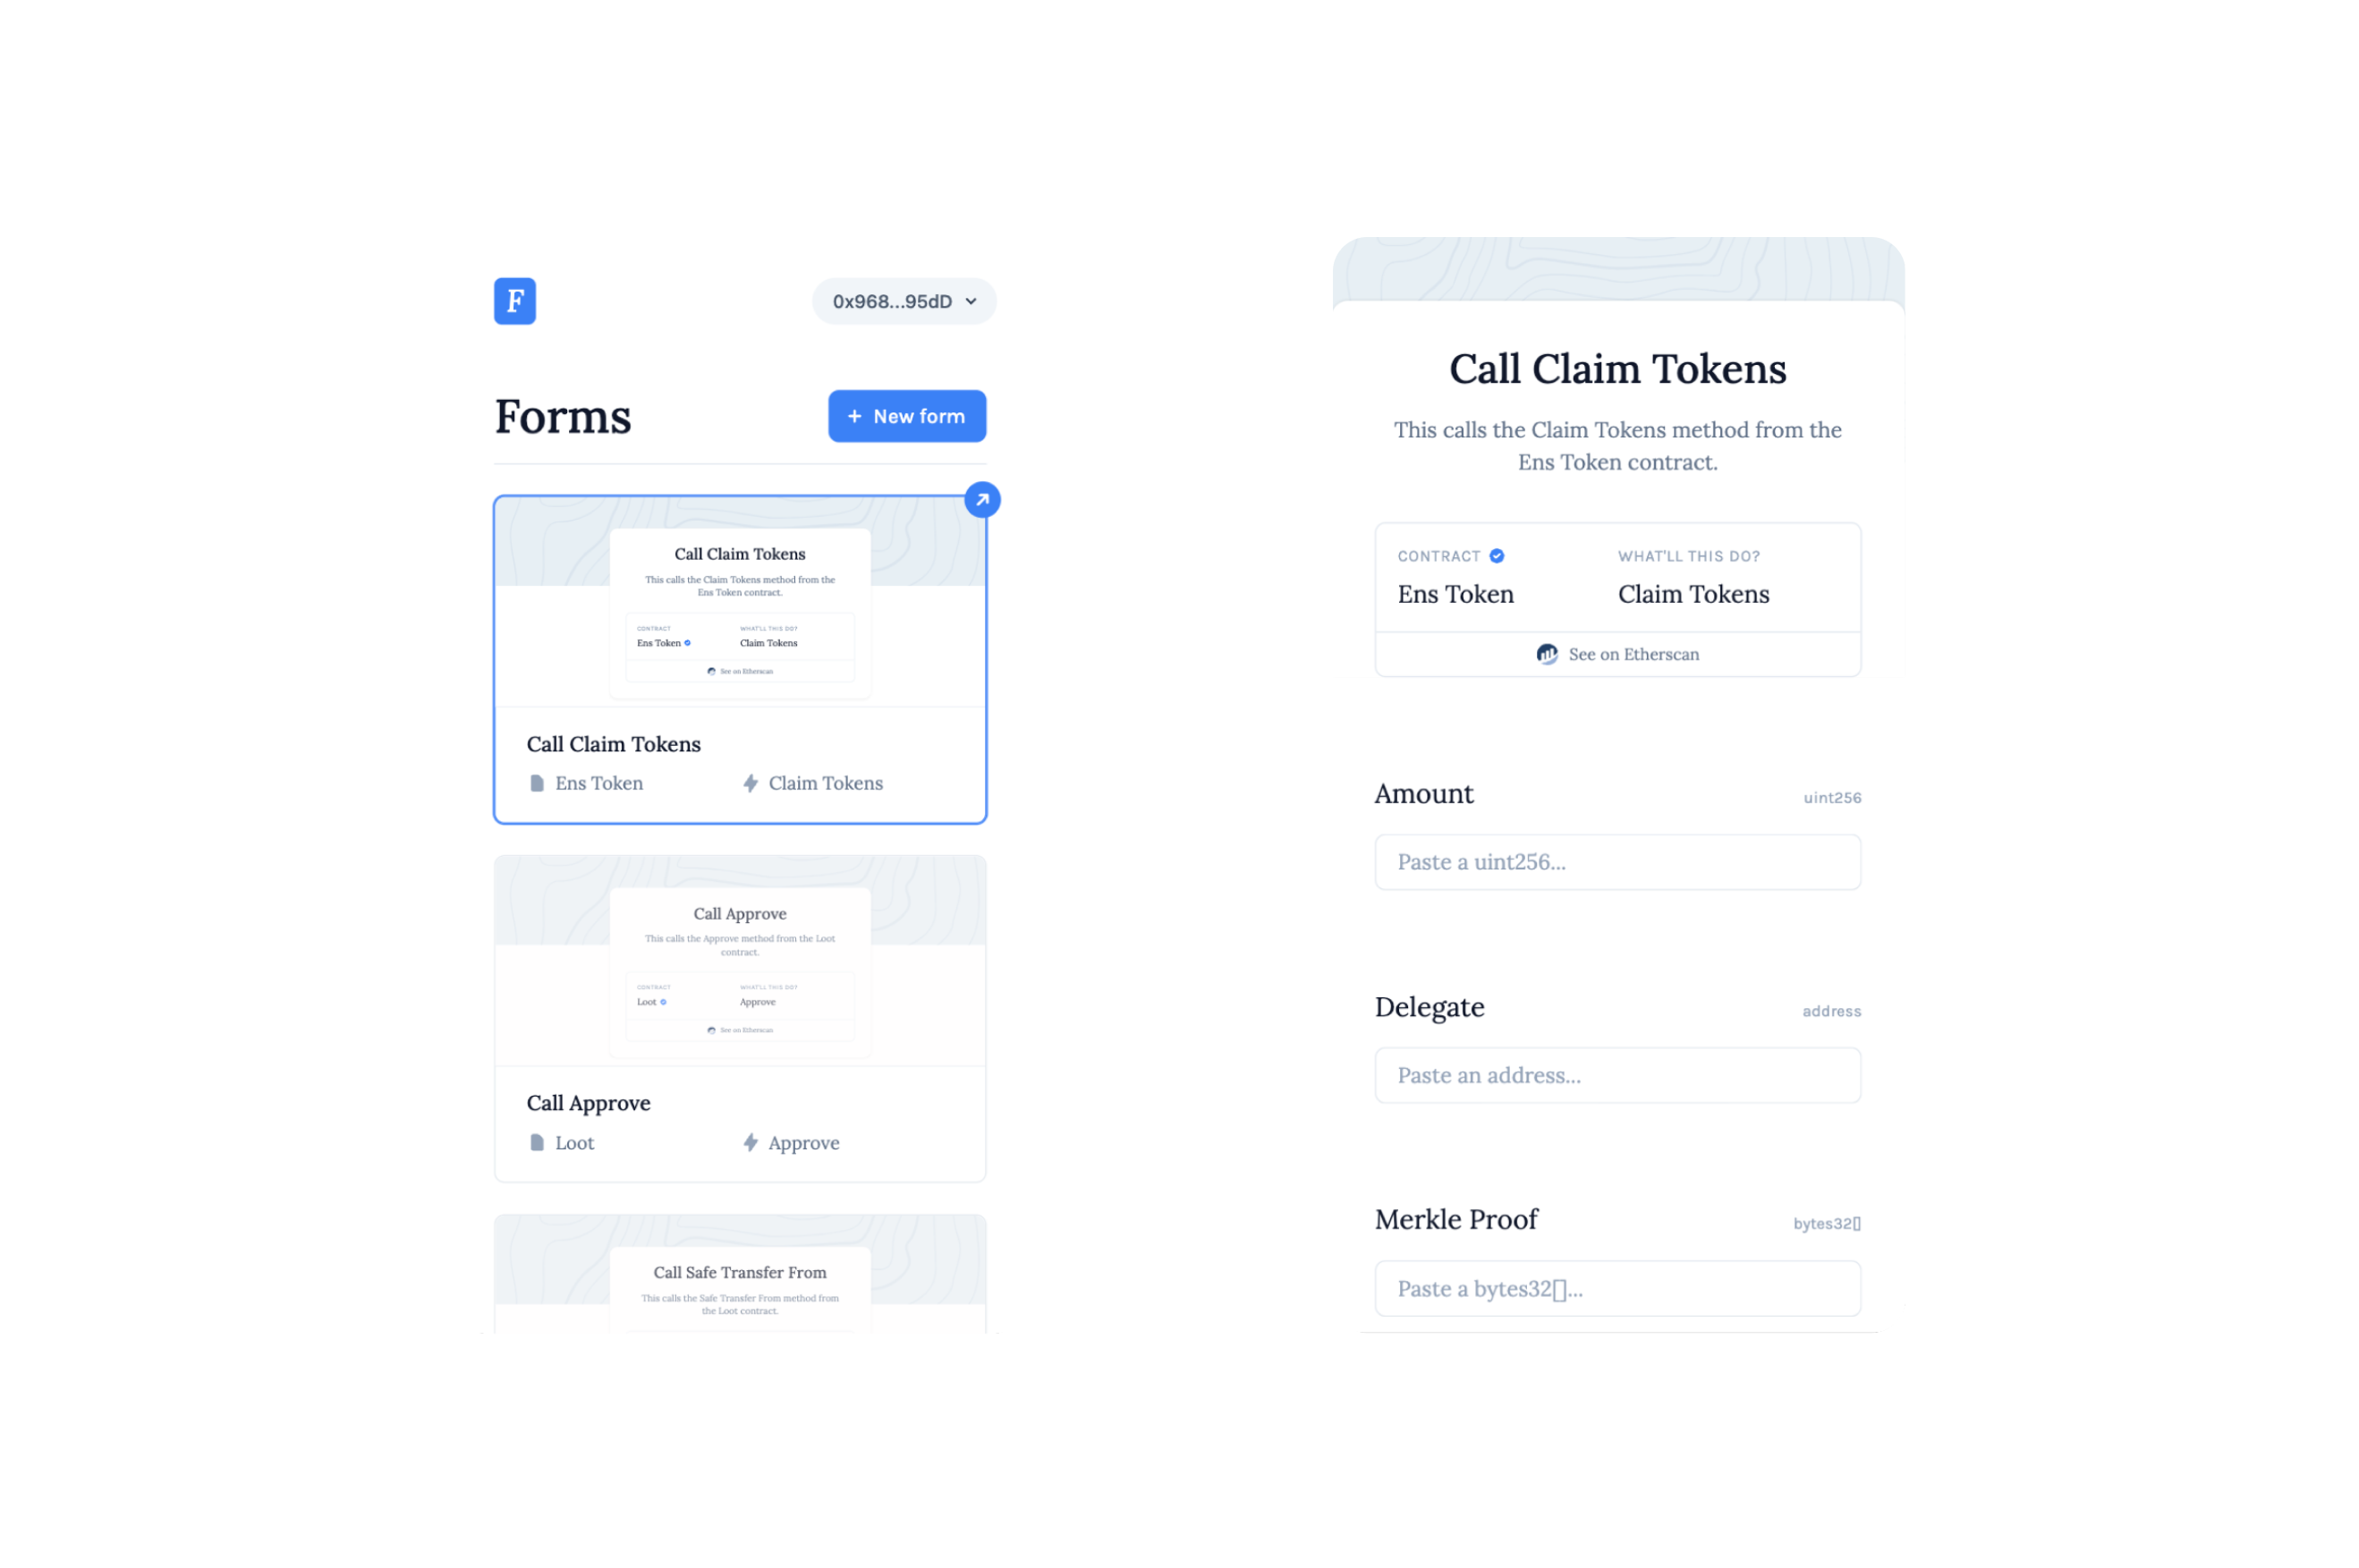 F
0x968...95dD
Forms
+ New form
Call Claim Tokens
This calls the Claim Tokens method from the
Ens Token contract.
CONTRACT
WHAT'LL THIS DO?
Ens Token
Claim Tokens
See on Etherscan
Call Claim Tokens
Ens Token
Claim Tokens
Call Approve
This calls the Approve method from the Loot
contract.
CONTRACT
WHAT'LL THIS DO?
Loot
Approve
See on Etherscan
Call Approve
Loot
Approve
Call Safe Transfer From
This calls the Safe Transfer From method from
the Loot contract.
Call Claim Tokens
This calls the Claim Tokens method from the
Ens Token contract.
CONTRACT
WHAT'LL THIS DO?
Ens Token
Claim Tokens
See on Etherscan
Amount
uint256
Paste a uint256...
Delegate
address
Paste an address...
Merkle Proof
bytes32[]
Paste a bytes32[]...